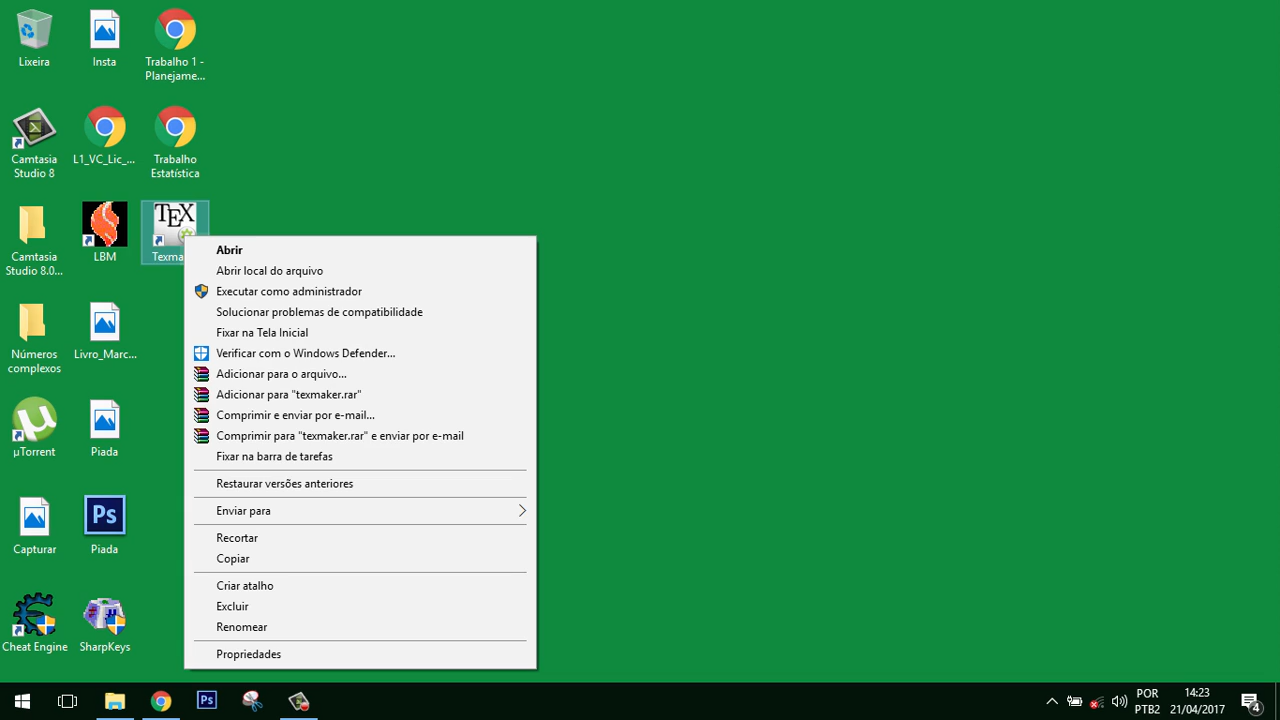 Lixeira
Insta
Trabalho 1 -
Planejame...
Camtasia
Studio 8
L1_VC_Lic_...
Trabalho
Estatística
Camtasia
Studio 8.0...
LBM
TEX
Texma
Números
complexos
Livro_Marc...
µTorrent
Piada
Capturar
Ps
Piada
Cheat Engine
SharpKeys
Abrir
Abrir local do arquivo
Executar como administrador
Solucionar problemas de compatibilidade
Fixar na Tela Inicial
Verificar com o Windows Defender...
Adicionar para o arquivo...
Adicionar para "texmaker.rar"
Comprimir e enviar por e-mail...
Comprimir para "texmaker.rar" e enviar por e-mail
Fixar na barra de tarefas
Restaurar versões anteriores
Enviar para
Recortar
Copiar
Criar atalho
Excluir
Renomear
Propriedades
Ps
POR
PTB2
14:23
21/04/2017
4